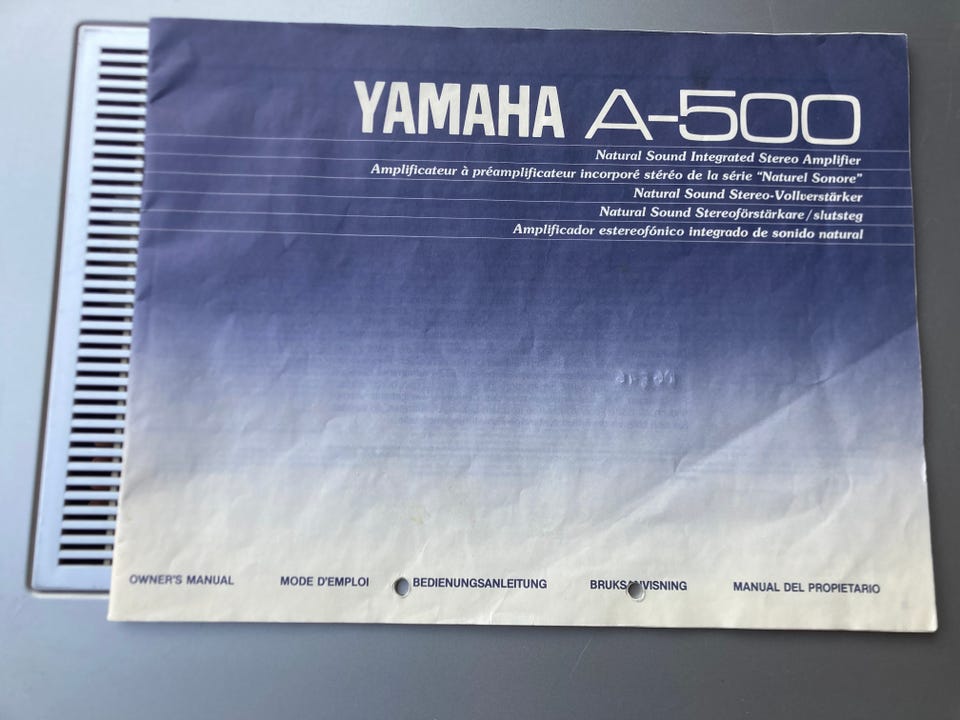 YAMAHA A-500
Natural Sound Integrated Stereo Amplifier
Amplificateur à préamplificateur incorporé stéréo de la série "Naturel Sonore"
Natural Sound Stereo-Vollverstärker
Natural Sound Stereoförstärkare/slutsteg
Amplificador estereofónico integrado de sonido natural
OWNER'S MANUAL MODE D'EMPLOI BEDIENUNGSANLEITUNG BRUKSANVISNING MANUAL DEL PROPIETARIO